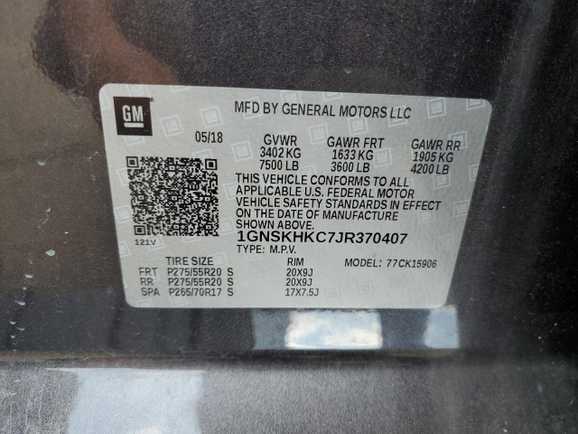 GM
MFD BY GENERAL MOTORS LLC
05/18 GVWR GAWR FRT GAWR RR
3402 KG 1633 KG 1905 KG
7500 LB 3600 LB 4200 LB
THIS VEHICLE CONFORMS TO ALL
APPLICABLE U.S. FEDERAL MOTOR
VEHICLE SAFETY STANDARDS IN EFFECT
ON THE DATE OF MANUFACTURE
SHOWN ABOVE.
1GNSKHKC7JR370407
121V
TYPE: M.P.V.
TIRE SIZE RIM MODEL: 77CK15906
FRT P275/55R20 S 20X9J
RR P275/55R20 S 20X9J
SPA P265/70R17 S 17X7.5J